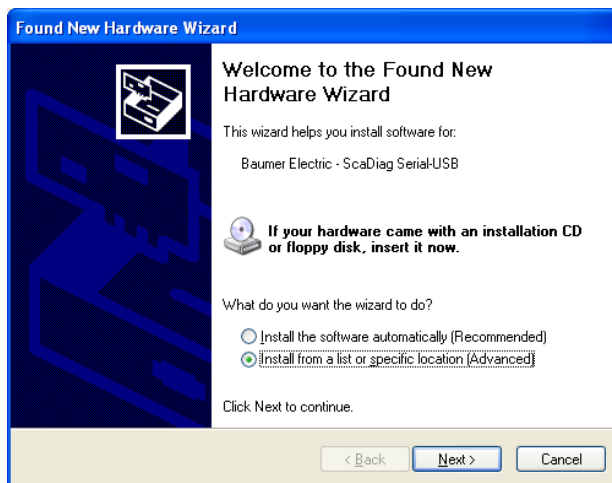 Found New Hardware Wizard
Welcome to the Found New
Hardware Wizard
This wizard helps you install software for:
Baumer Electric - ScaDiag Serial-USB
If your hardware came with an installation CD
or floppy disk, insert it now.
What do you want the wizard to do?
Install the software automatically (Recommended)
Install from a list or specific location (Advanced)
Click Next to continue.
< Back
Next >
Cancel